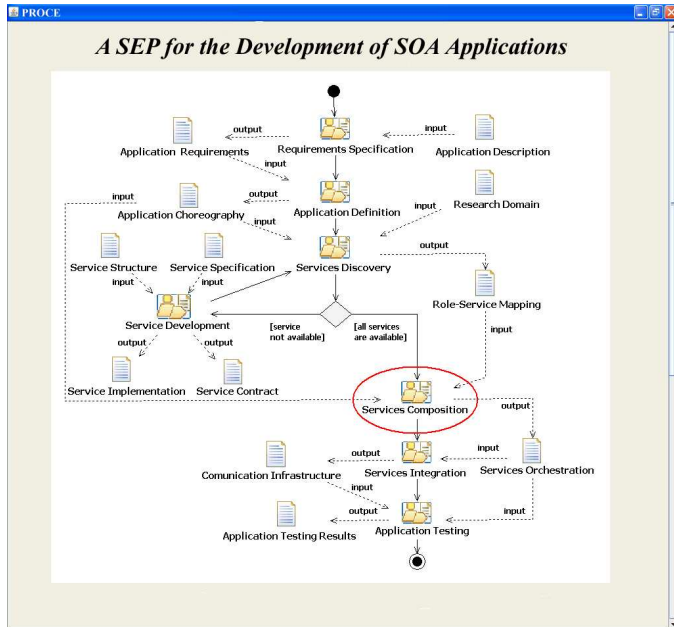 PROCE
A SEP for the Development of SOA Applications
output
input
Application Requirements
Requirements Specification
Application Description
input
input
output
input
Application Choreography
Application Definition
Research Domain
input
output
Service Structure
Service Specification
Services Discovery
input
input
Role-Service Mapping
Service Development
[service
not available]
[all services
are available]
input
output
output
Service Implementation
Service Contract
Services Composition
output
output
input
Comunication Infrastructure
Services Integration
Services Orchestration
input
output
input
Application Testing Results
Application Testing